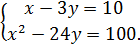 x − 3y = 10
x² − 24y = 100.